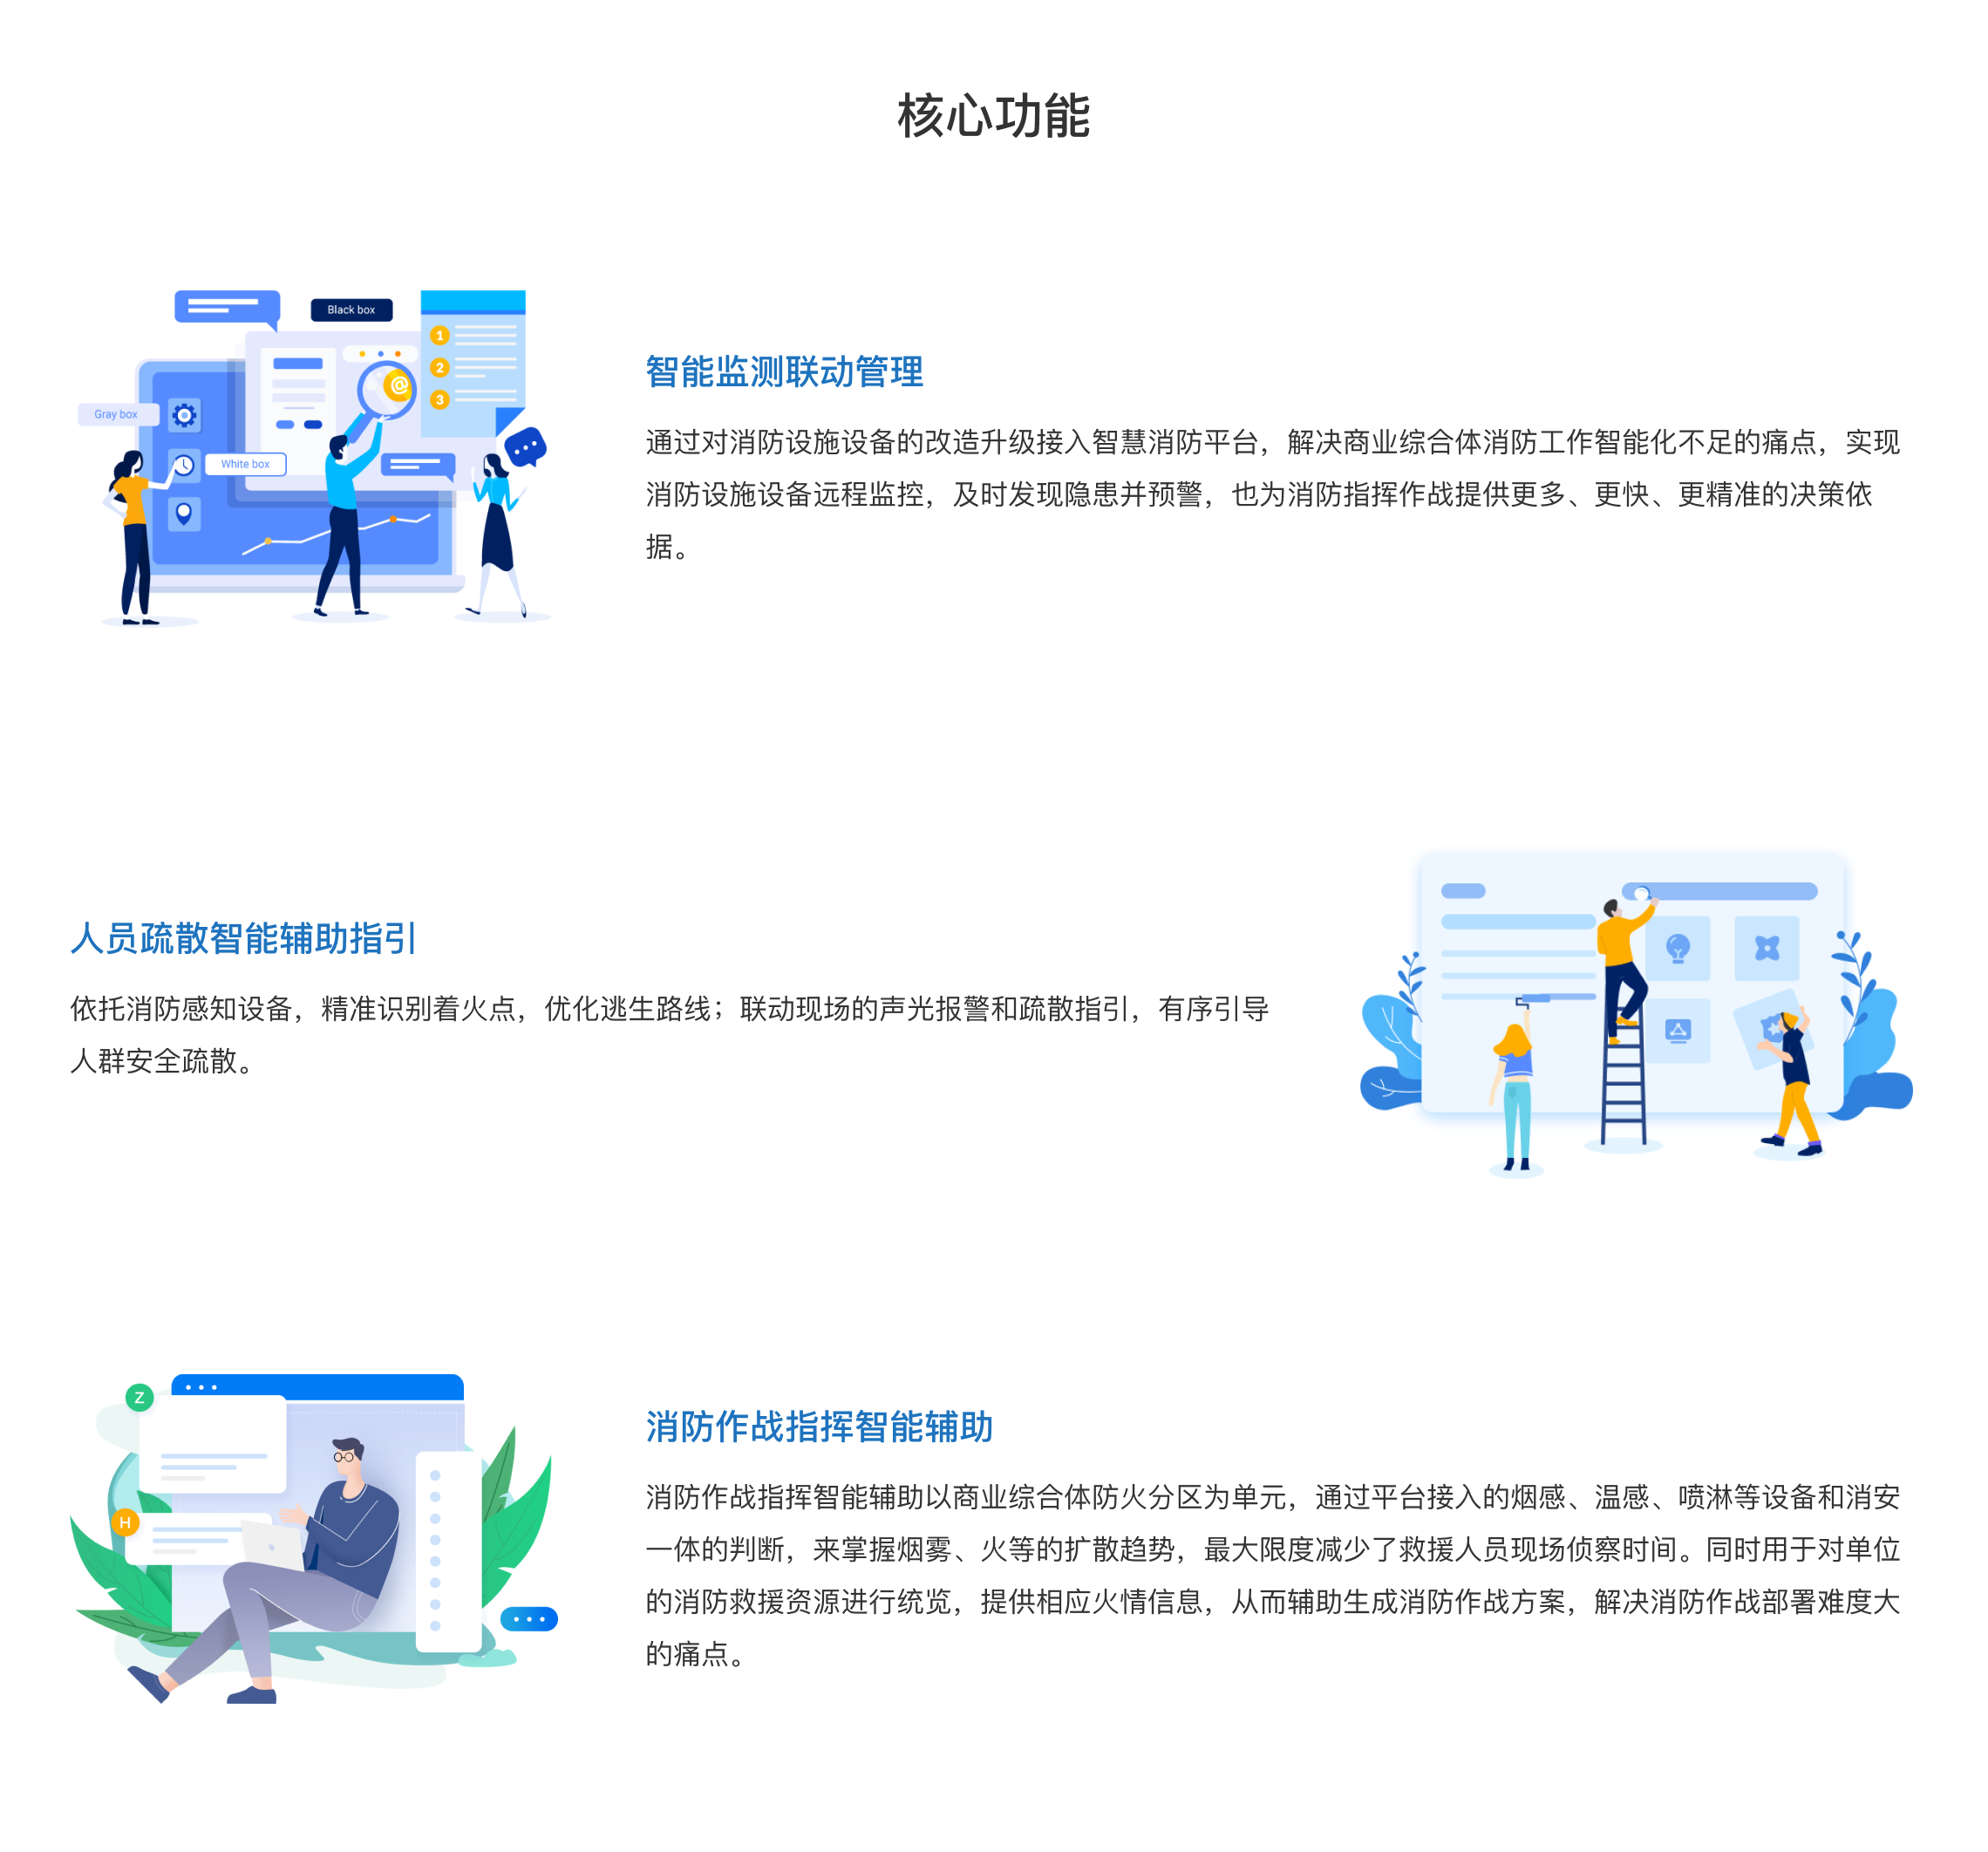 核心功能
Black box
1
2
3
@
Gray box
White box
智能监测联动管理
通过对消防设施设备的改造升级接入智慧消防平台，解决商业综合体消防工作智能化不足的痛点，实现
消防设施设备远程监控，及时发现隐患并预警，也为消防指挥作战提供更多、更快、更精准的决策依
据。
人员疏散智能辅助指引
依托消防感知设备，精准识别着火点，优化逃生路线；联动现场的声光报警和疏散指引，有序引导
人群安全疏散。
Z
H
消防作战指挥智能辅助
消防作战指挥智能辅助以商业综合体防火分区为单元，通过平台接入的烟感、温感、喷淋等设备和消安
一体的判断，来掌握烟雾、火等的扩散趋势，最大限度减少了救援人员现场侦察时间。同时用于对单位
的消防救援资源进行统览，提供相应火情信息，从而辅助生成消防作战方案，解决消防作战部署难度大
的痛点。